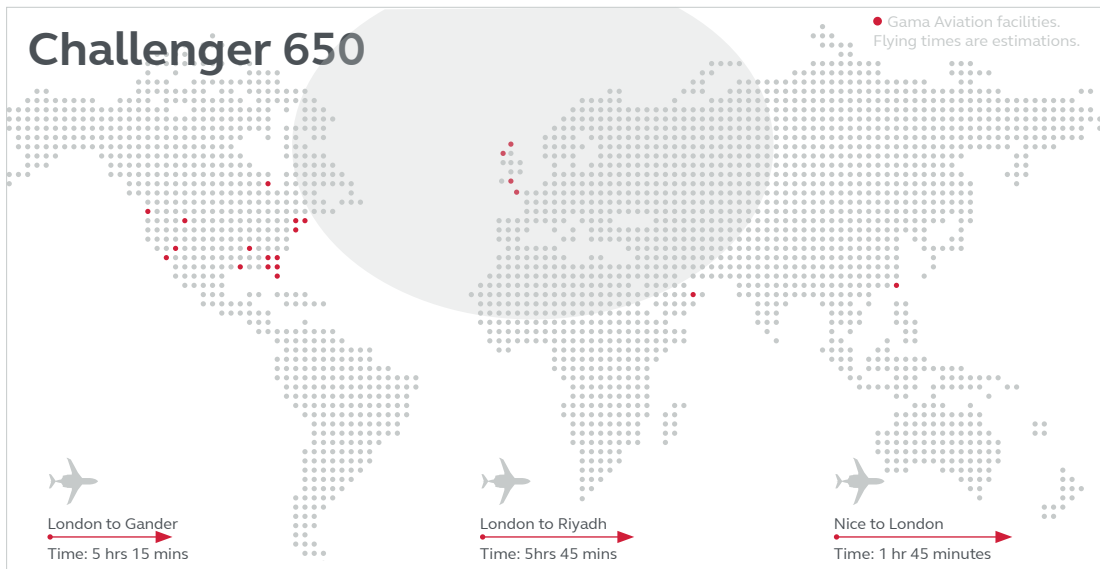 Challenger 650
Gama Aviation facilities.
Flying times are estimations.
London to Gander
Time: 5 hrs 15 mins
London to Riyadh
Time: 5hrs 45 mins
Nice to London
Time: 1 hr 45 minutes